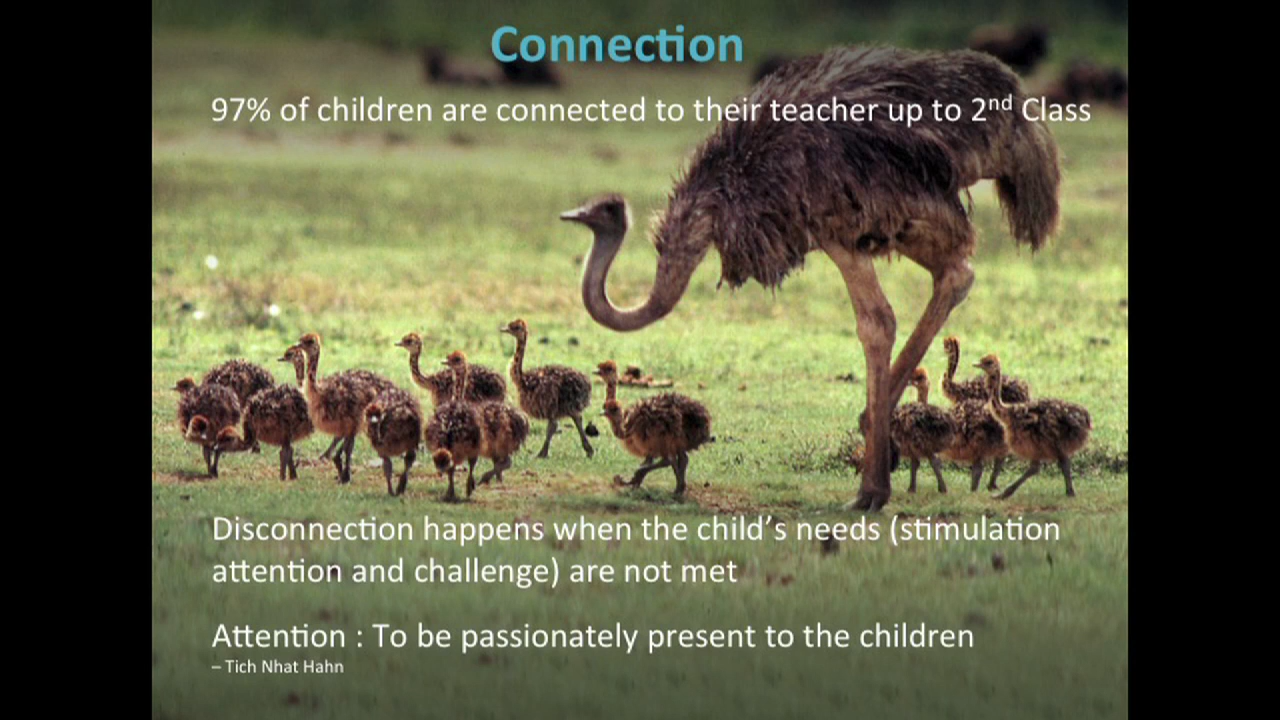 Connection
97% of children are connected to their teacher up to 2nd Class
Disconnection happens when the child’s needs (stimulation
attention and challenge) are not met
Attention : To be passionately present to the children
– Tich Nhat Hahn